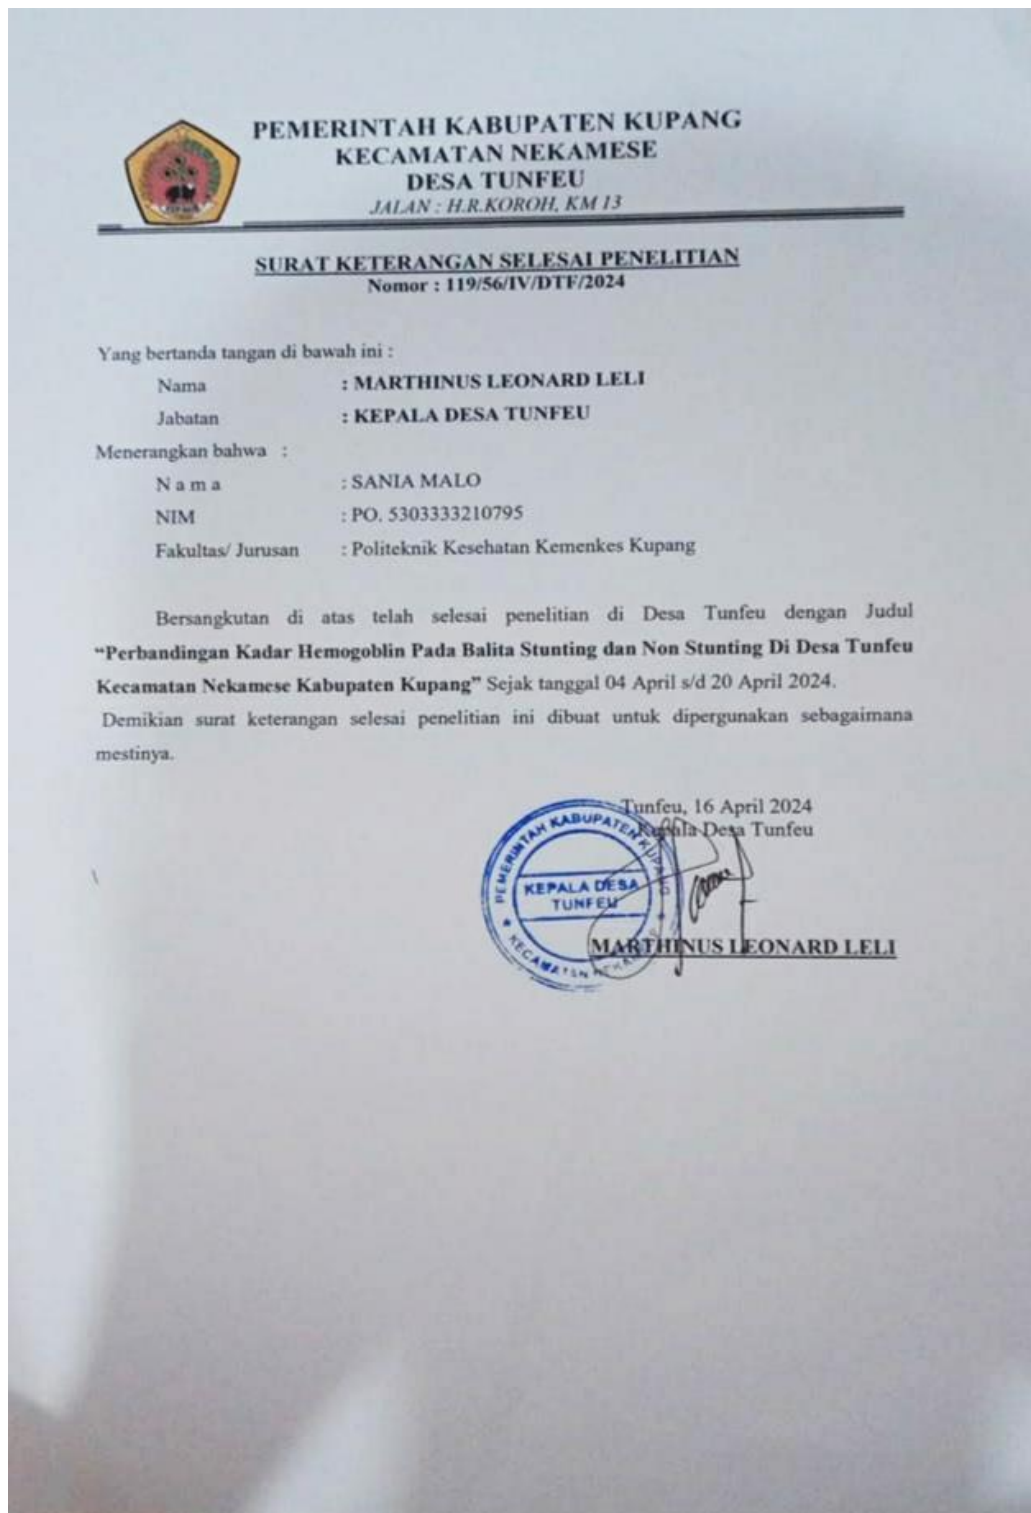 PEMERINTAH KABUPATEN KUPANG
KECAMATAN NEKAMESE
DESA TUNFEU
JALAN : H.R.KOROH, KM 13
SURAT KETERANGAN SELESAI PENELITIAN
Nomor : 119/56/IV/DTF/2024
Yang bertanda tangan di bawah ini :
Nama : MARTHINUS LEONARD LELI
Jabatan : KEPALA DESA TUNFEU
Menerangkan bahwa :
N a m a : SANIA MALO
NIM : PO. 5303333210795
Fakultas/ Jurusan : Politeknik Kesehatan Kemenkes Kupang
Bersangkutan di atas telah selesai penelitian di Desa Tunfeu dengan Judul
“Perbandingan Kadar Hemogoblin Pada Balita Stunting dan Non Stunting Di Desa Tunfeu
Kecamatan Nekamese Kabupaten Kupang” Sejak tanggal 04 April s/d 20 April 2024.
Demikian surat keterangan selesai penelitian ini dibuat untuk dipergunakan sebagaimana
mestinya.
Tunfeu, 16 April 2024
Kepala Desa Tunfeu
PEMERINTAH KABUPATEN KUPANG
KEPALA DESA
TUNFEU
KECAMATAN
MARTHINUS LEONARD LELI